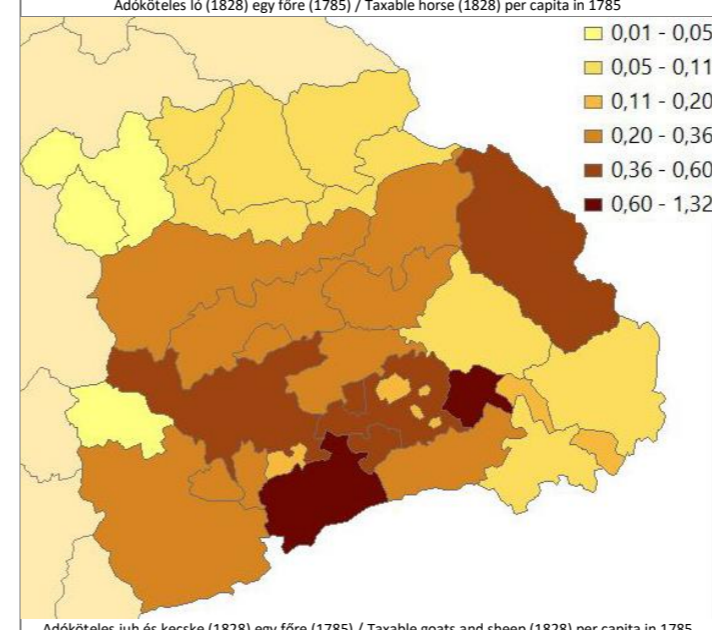 Adóköteles ló (1828) egy főre (1785) / Taxable horse (1828) per capita in 1785
0,01 - 0,05
0,05 - 0,11
0,11 - 0,20
0,20 - 0,36
0,36 - 0,60
0,60 - 1,32
Adóköteles juh és kecske (1828) egy főre (1785) / Taxable goats and sheep (1828) per capita in 1785